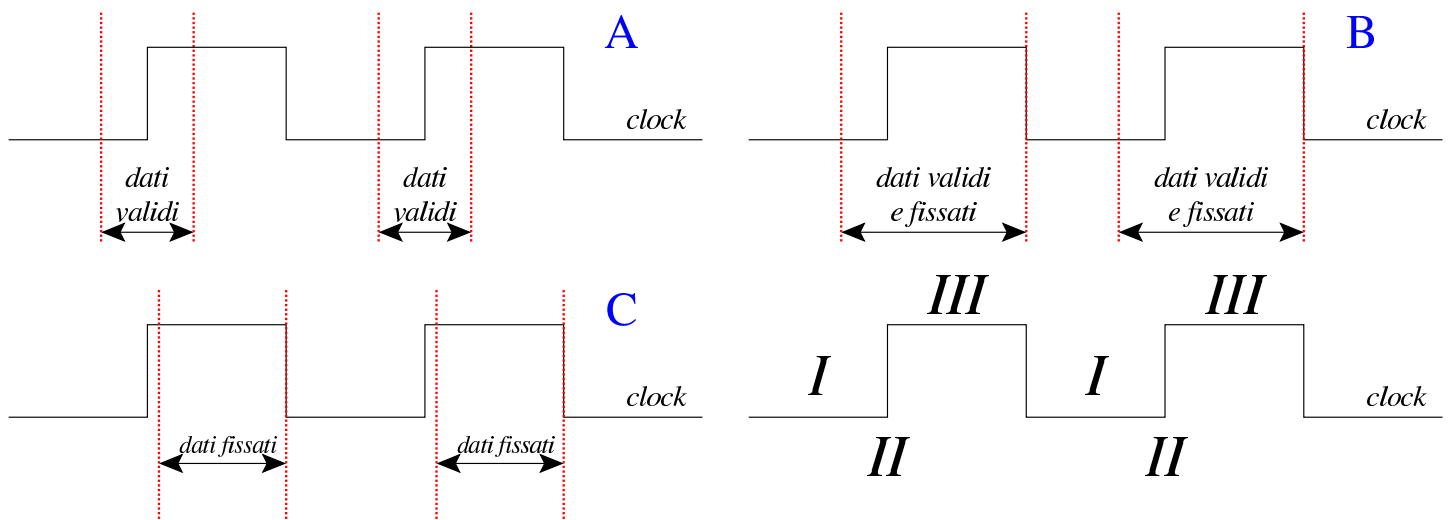 A
clock
dati
validi
dati
validi
B
clock
dati validi
e fissati
dati validi
e fissati
C
clock
dati fissati
dati fissati
III
III
I
I
clock
II
II